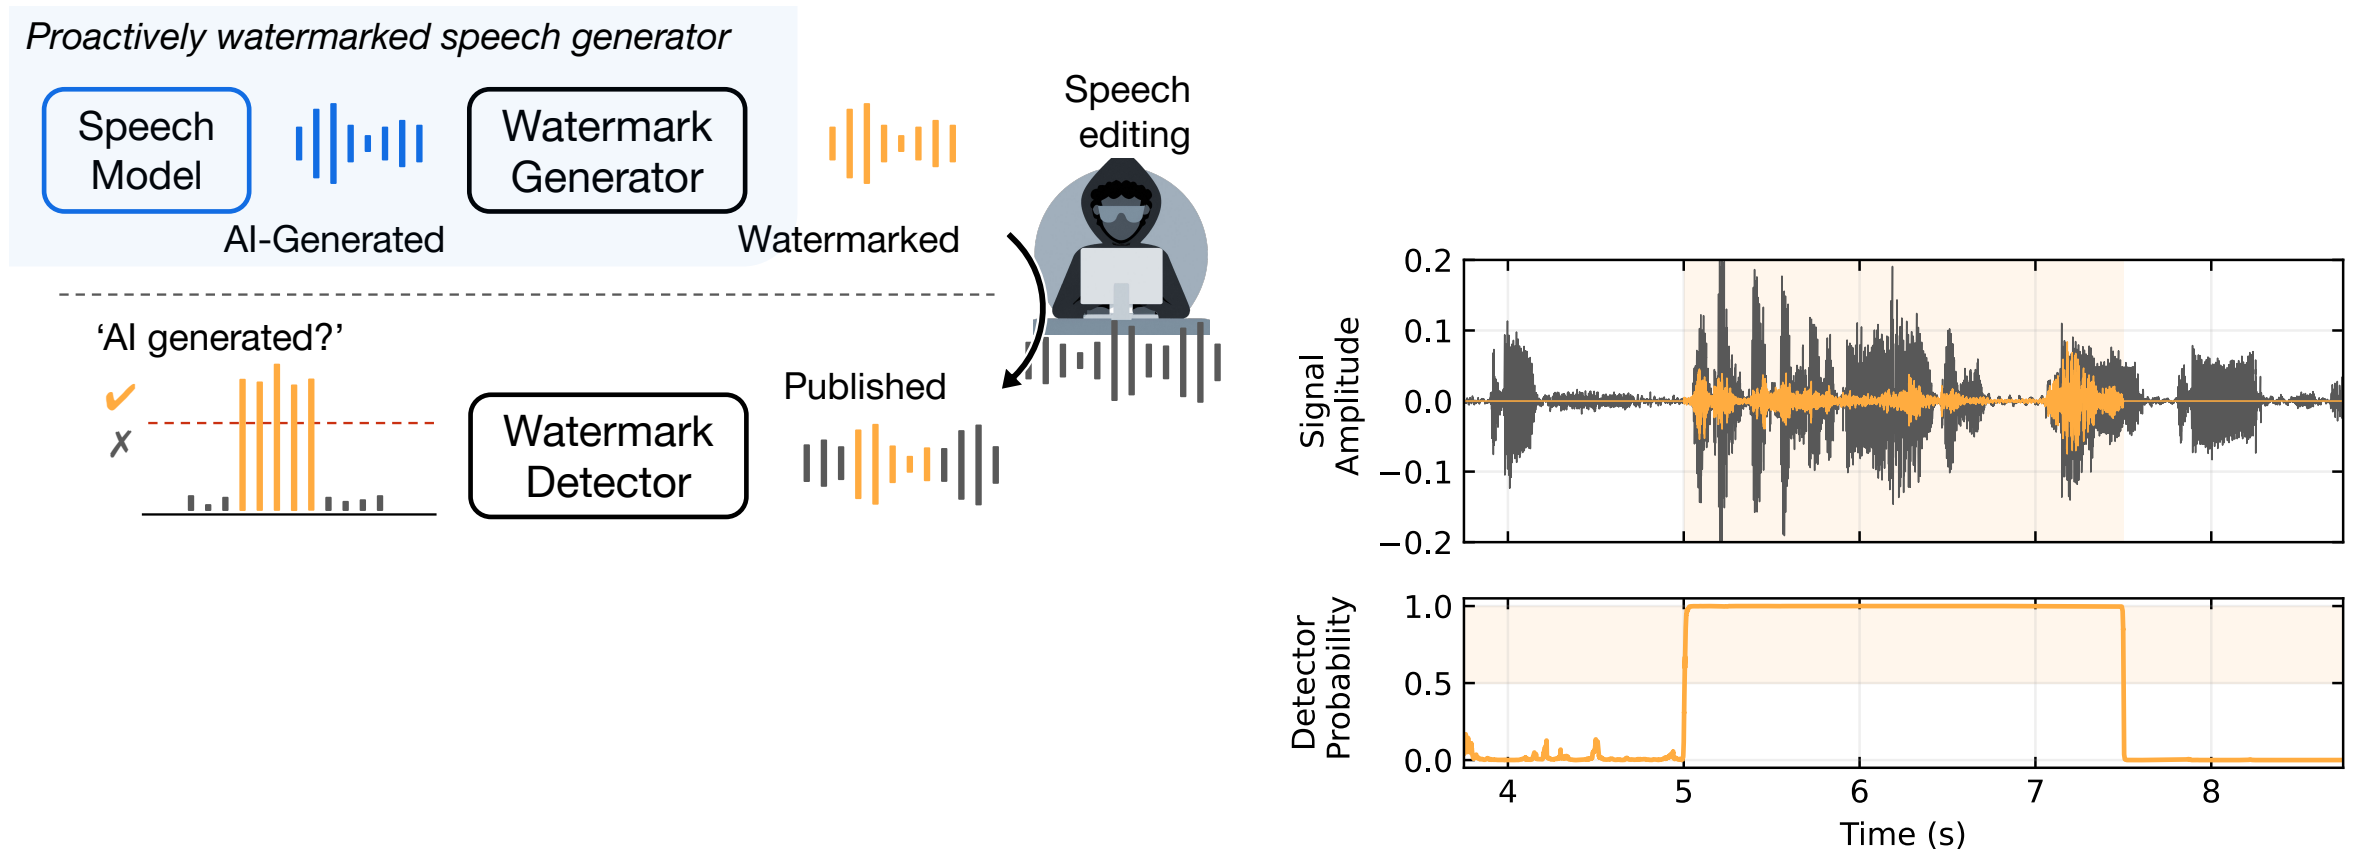 Proactively watermarked speech generator
Speech
Model
AI-Generated
Watermark
Generator
Watermarked
Speech
editing
'AI generated?'
Watermark
Detector
Published
Signal
Amplitude
0.2
0.1
0.0
−0.1
−0.2
Detector
Probability
1.0
0.5
0.0
4 5 6 7 8
Time (s)